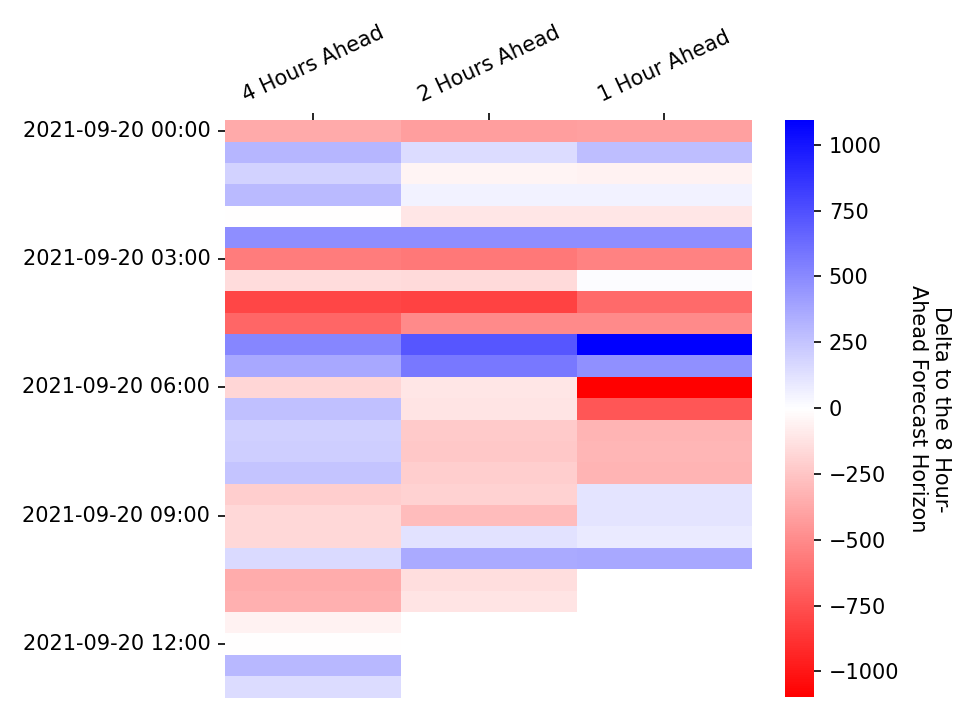 4 Hours Ahead
2 Hours Ahead
1 Hour Ahead
2021-09-20 00:00
2021-09-20 03:00
2021-09-20 06:00
2021-09-20 09:00
2021-09-20 12:00
1000
750
500
250
0
−250
−500
−750
−1000
Delta to the 8 Hour-
Ahead Forecast Horizon